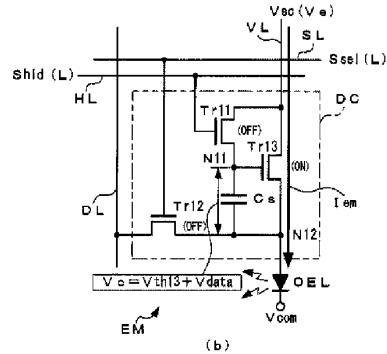 Vsc(Ve)
VL
SL
Ssel(L)
Shld(L)
HL
DC
Tr11
(OFF)
Tr13
N11
(ON)
Cs
DL
Tr12
(OFF)
Iem
N12
Vc=Vth13+Vdata
OEL
Vcom
EM
(b)